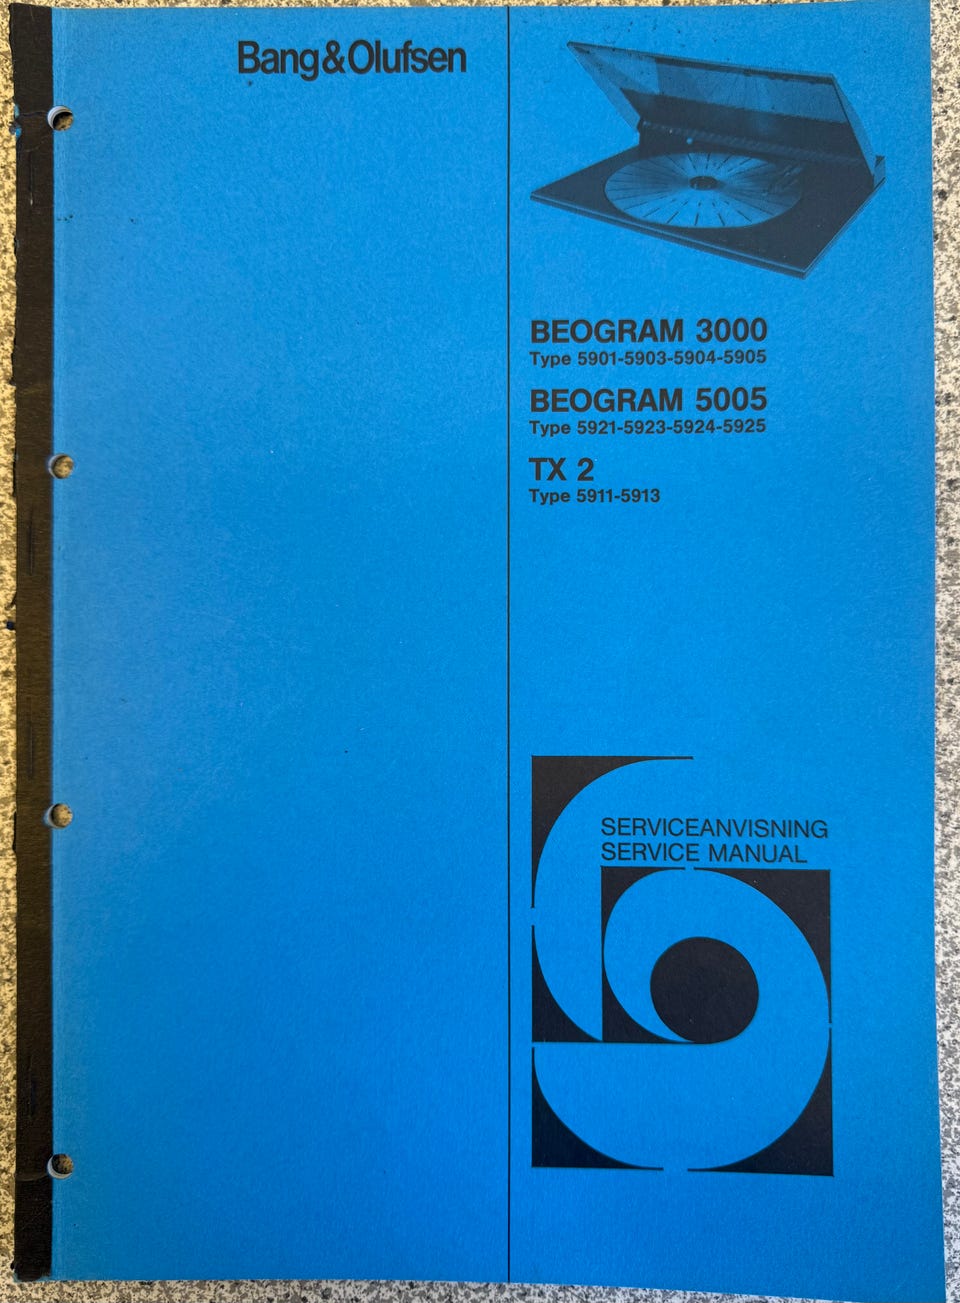 Bang&Olufsen
BEOGRAM 3000
Type 5901-5903-5904-5905
BEOGRAM 5005
Type 5921-5923-5924-5925
TX 2
Type 5911-5913
SERVICEANVISNING
SERVICE MANUAL